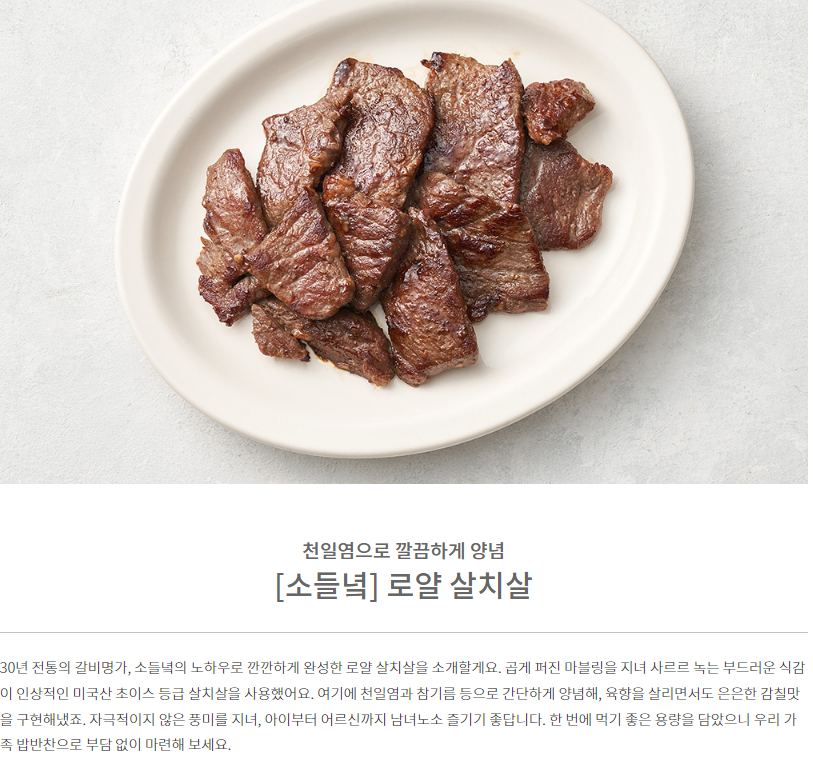 천일염으로 깔끔하게 양념
[소들녘] 로얄 살치살
30년 전통의 갈비명가, 소들녘의 노하우로 깐깐하게 완성한 로얄 살치살을 소개할게요. 곱게 퍼진 마블링을 지녀 사르르 녹는 부드러운 식감
이 인상적인 미국산 초이스 등급 살치살을 사용했어요. 여기에 천일염과 참기름 등으로 간단하게 양념해, 육향을 살리면서도 은은한 감칠맛
을 구현해냈죠. 자극적이지 않은 풍미를 지녀, 아이부터 어르신까지 남녀노소 즐기기 좋답니다. 한 번에 먹기 좋은 용량을 담았으니 우리 가
족 밥반찬으로 부담 없이 마련해 보세요.